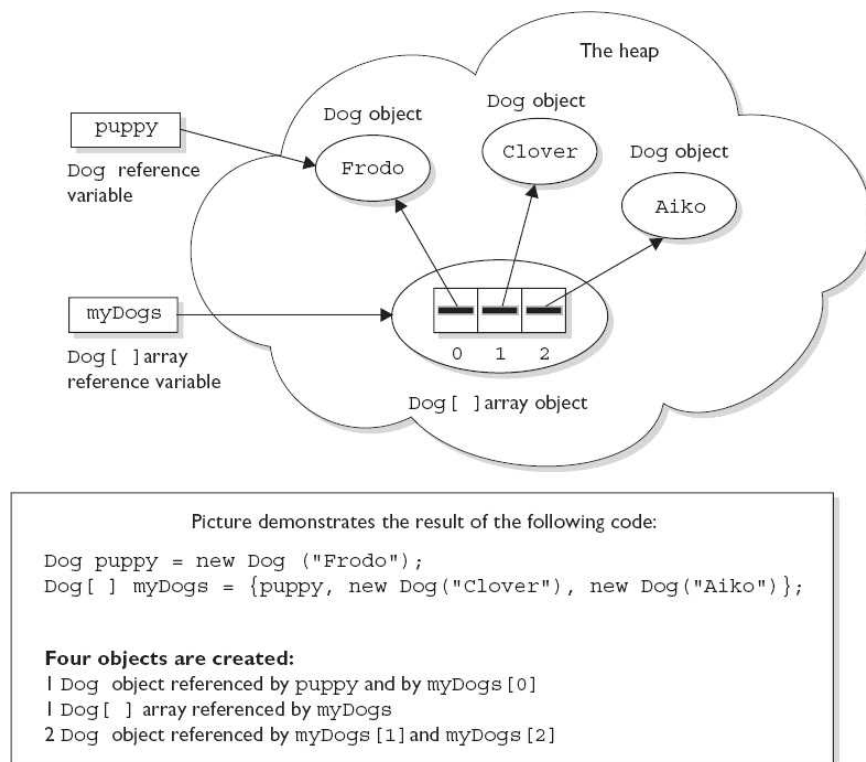 The heap
Dog object
Dog object
puppy
Clover
Dog object
Dog reference
variable
Frodo
Aiko
myDogs
0 1 2
Dog[ ] array
reference variable
Dog[ ] array object
Picture demonstrates the result of the following code:
Dog puppy = new Dog ("Frodo");
Dog[ ] myDogs = {puppy, new Dog("Clover"), new Dog("Aiko")};
Four objects are created:
1 Dog object referenced by puppy and by myDogs[0]
1 Dog[ ] array referenced by myDogs
2 Dog object referenced by myDogs[1] and myDogs[2]